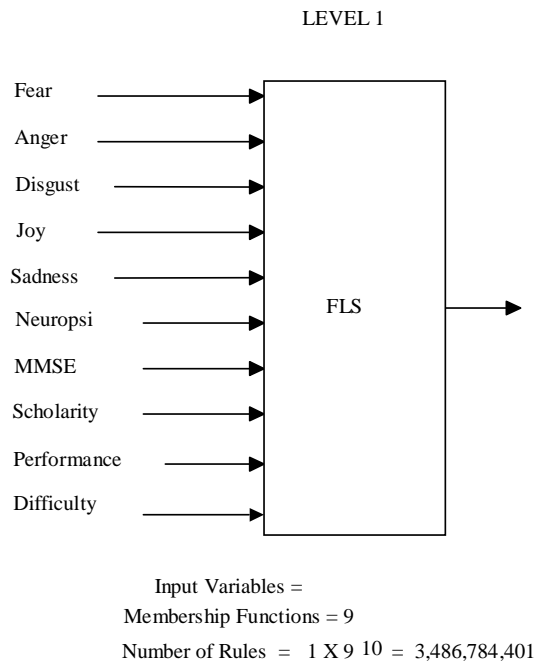 LEVEL 1
Fear
Anger
Disgust
Joy
Sadness
Neuropsi
MMSE
Scholarity
Performance
Difficulty
FLS
Input Variables =
Membership Functions = 9
Number of Rules = 1 X 9 10 = 3,486,784,401